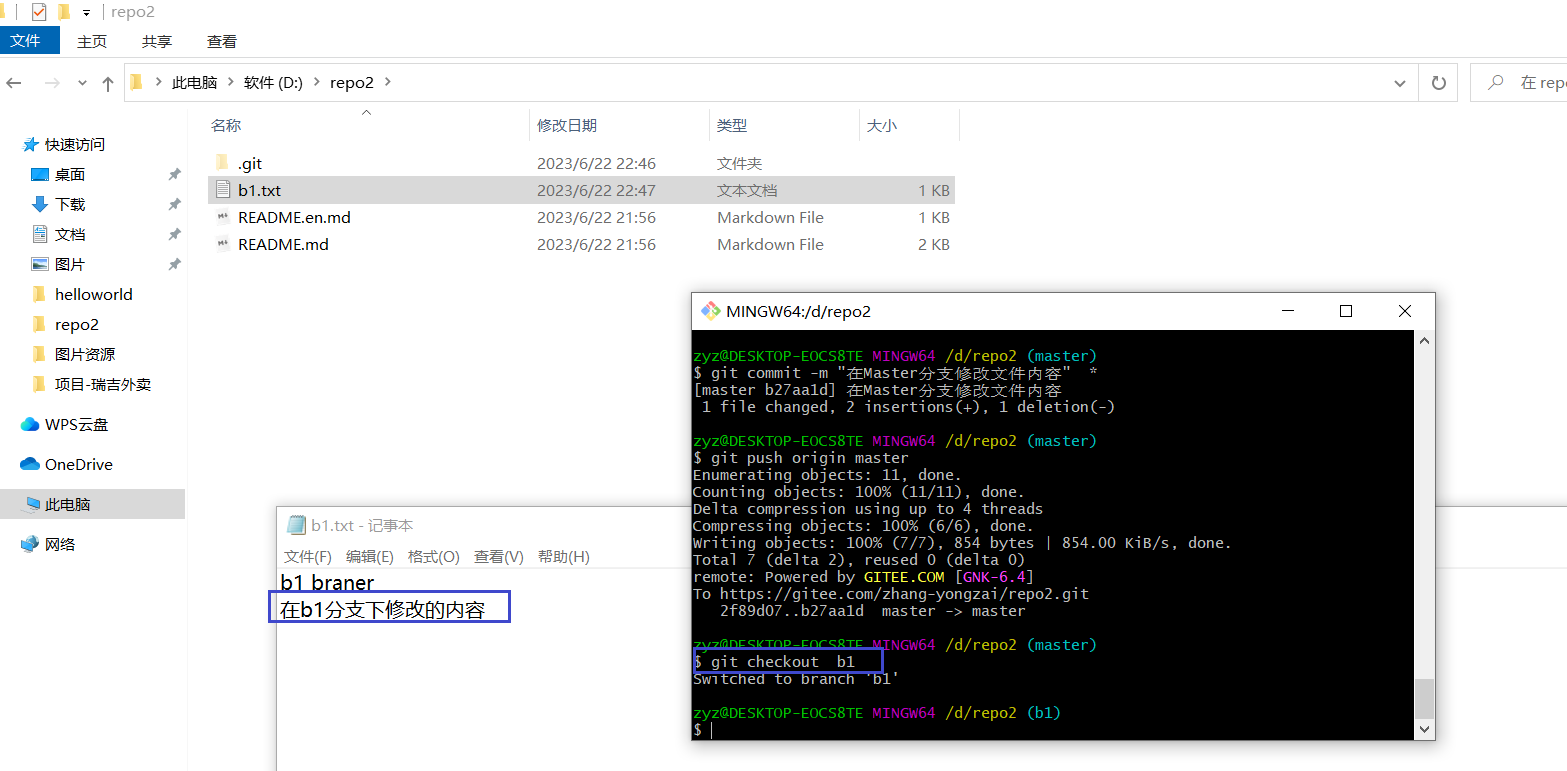 repo2
文件 主页 共享 查看
此电脑 软件 (D:) repo2
在 repo
名称 修改日期 类型 大小
.git 2023/6/22 22:46 文件夹
b1.txt 2023/6/22 22:47 文本文档 1 KB
README.en.md 2023/6/22 21:56 Markdown File 1 KB
README.md 2023/6/22 21:56 Markdown File 2 KB
快速访问
桌面
下载
文档
图片
helloworld
repo2
图片资源
项目-瑞吉外卖
WPS云盘
OneDrive
此电脑
网络
b1.txt - 记事本
文件(F) 编辑(E) 格式(O) 查看(V) 帮助(H)
b1 braner
在b1分支下修改的内容
MINGW64:/d/repo2
zyz@DESKTOP-EOCS8TE MINGW64 /d/repo2 (master)
$ git commit -m "在Master分支修改文件内容" *
[master b27aa1d] 在Master分支修改文件内容
1 file changed, 2 insertions(+), 1 deletion(-)
zyz@DESKTOP-EOCS8TE MINGW64 /d/repo2 (master)
$ git push origin master
Enumerating objects: 11, done.
Counting objects: 100% (11/11), done.
Delta compression using up to 4 threads
Compressing objects: 100% (6/6), done.
Writing objects: 100% (7/7), 854 bytes | 854.00 KiB/s, done.
Total 7 (delta 2), reused 0 (delta 0)
remote: Powered by GITEE.COM [GNK-6.4]
To https://gitee.com/zhang-yongzai/repo2.git
2f89d07..b27aa1d master -> master
zyz@DESKTOP-EOCS8TE MINGW64 /d/repo2 (master)
$ git checkout b1
Switched to branch 'b1'
zyz@DESKTOP-EOCS8TE MINGW64 /d/repo2 (b1)
$